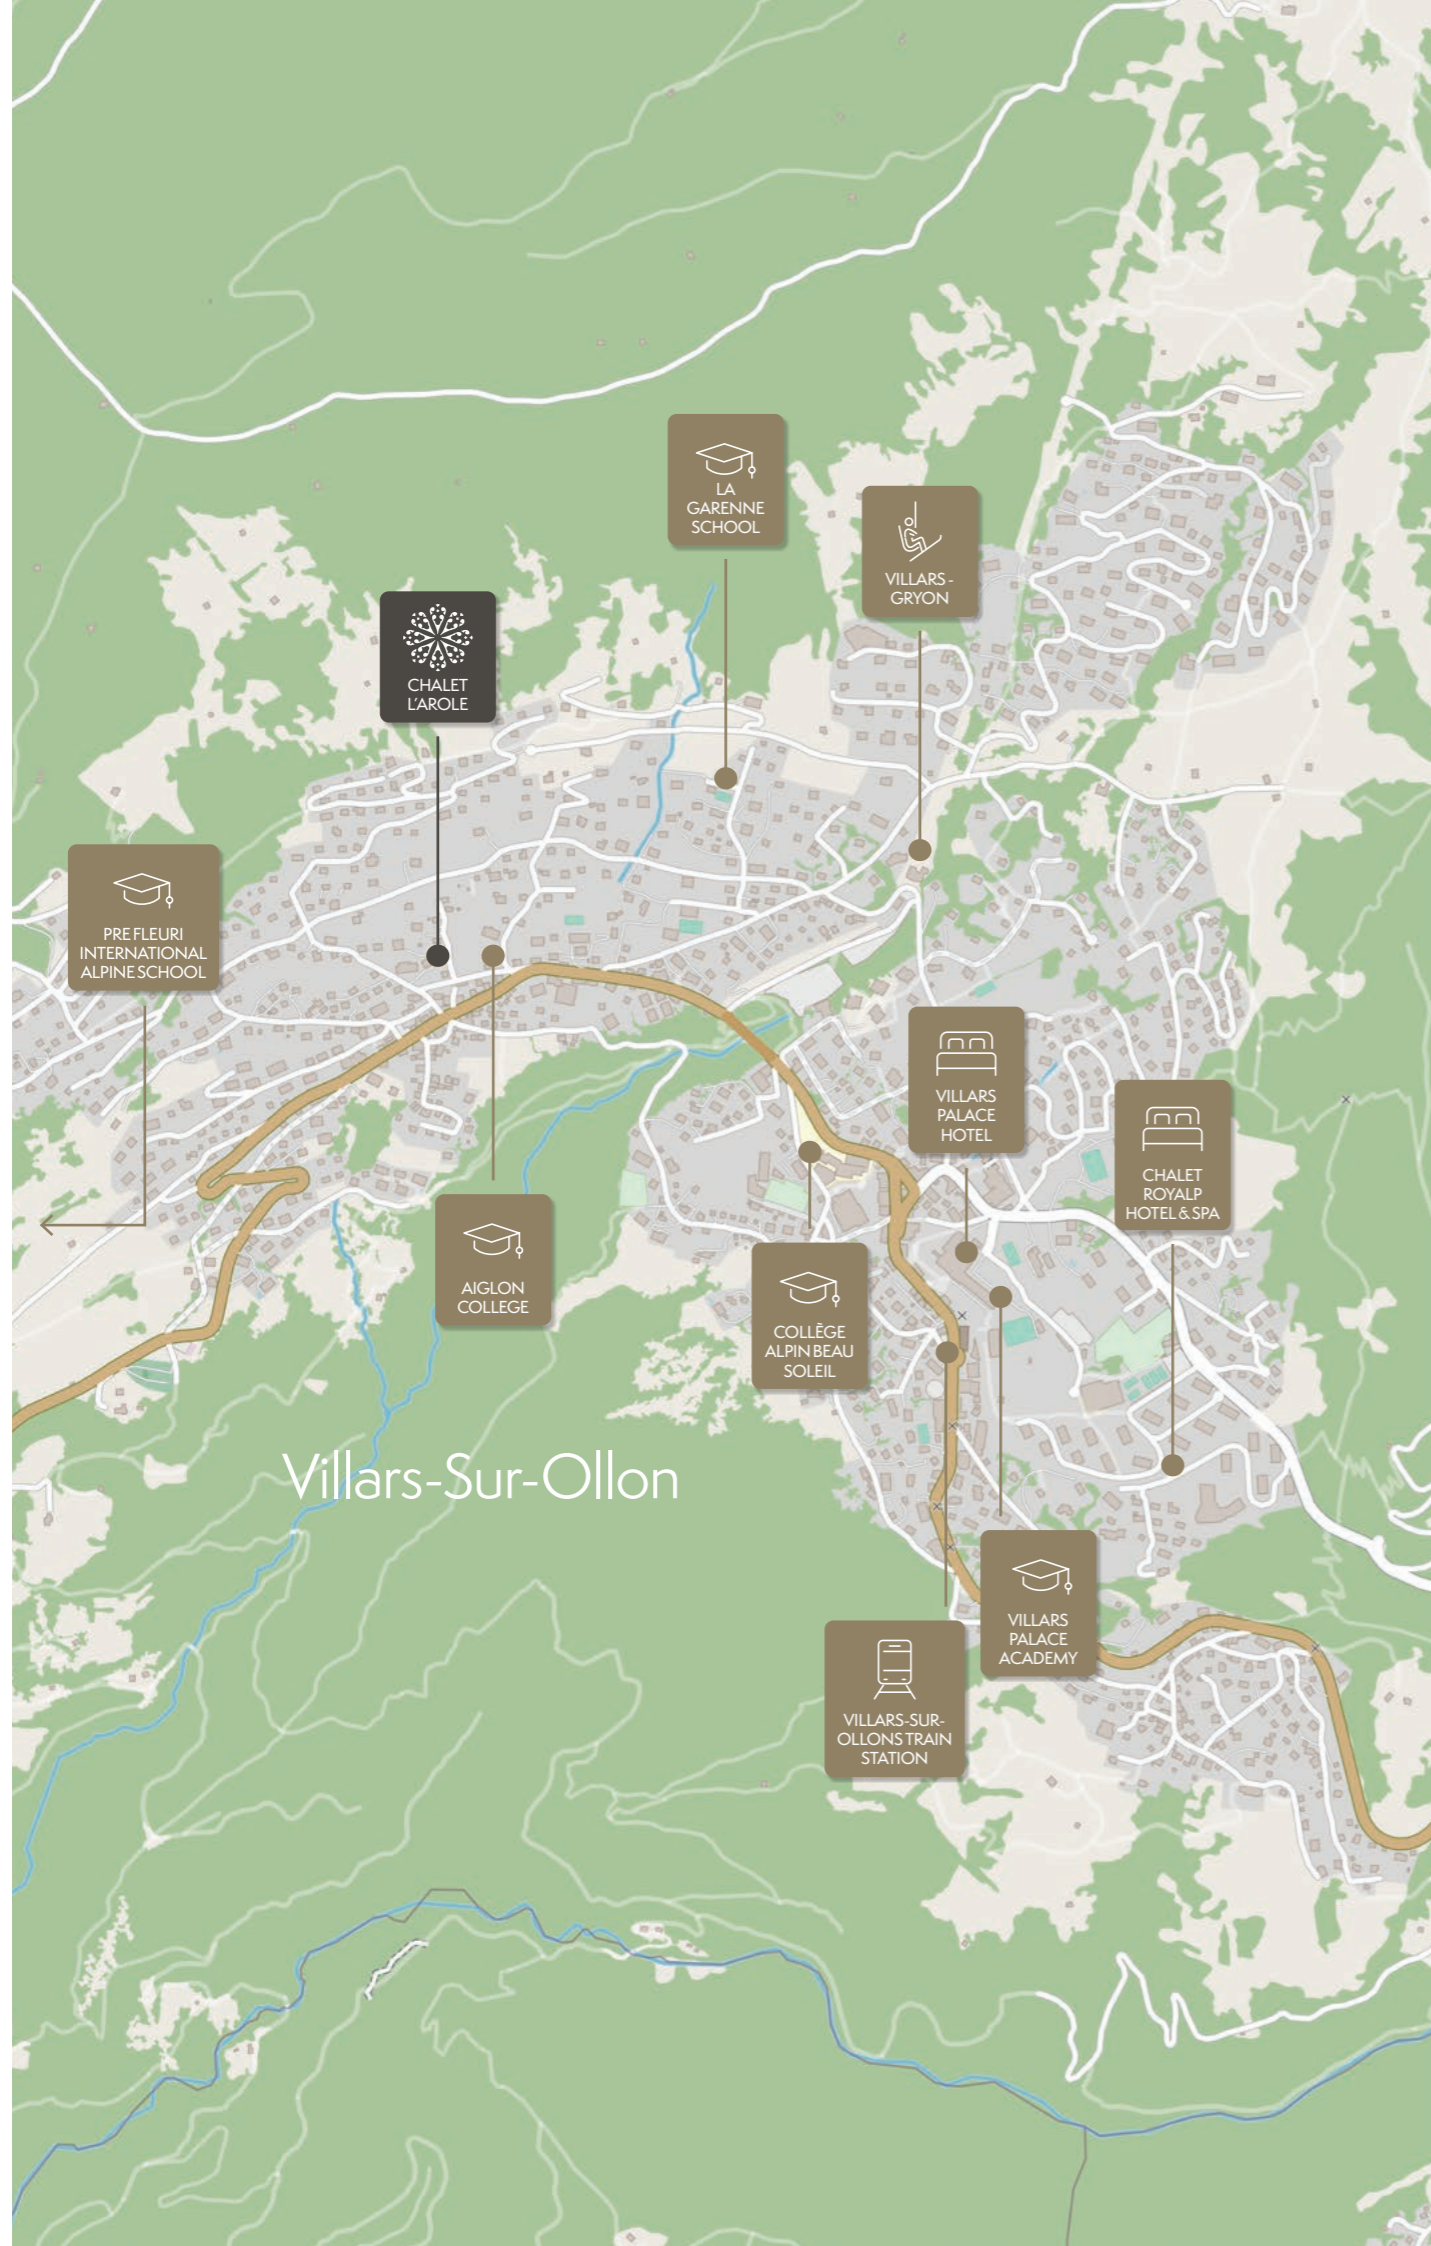 LA
GARENNE
SCHOOL
VILLARS -
GRYON
CHALET
L'AROLE
PRE FLEURI
INTERNATIONAL
ALPINE SCHOOL
VILLARS
PALACE
HOTEL
CHALET
ROYALP
HOTEL & SPA
AIGLON
COLLEGE
COLLÈGE
ALPIN BEAU
SOLEIL
Villars-Sur-Ollon
VILLARS
PALACE
ACADEMY
VILLARS-SUR-
OLLONS TRAIN
STATION